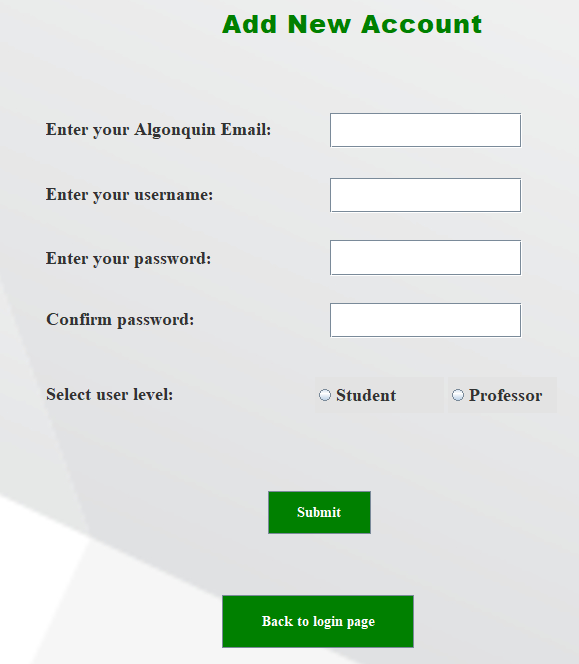 Add New Account
Enter your Algonquin Email:
Enter your username:
Enter your password:
Confirm password:
Select user level: Student Professor
Submit
Back to login page